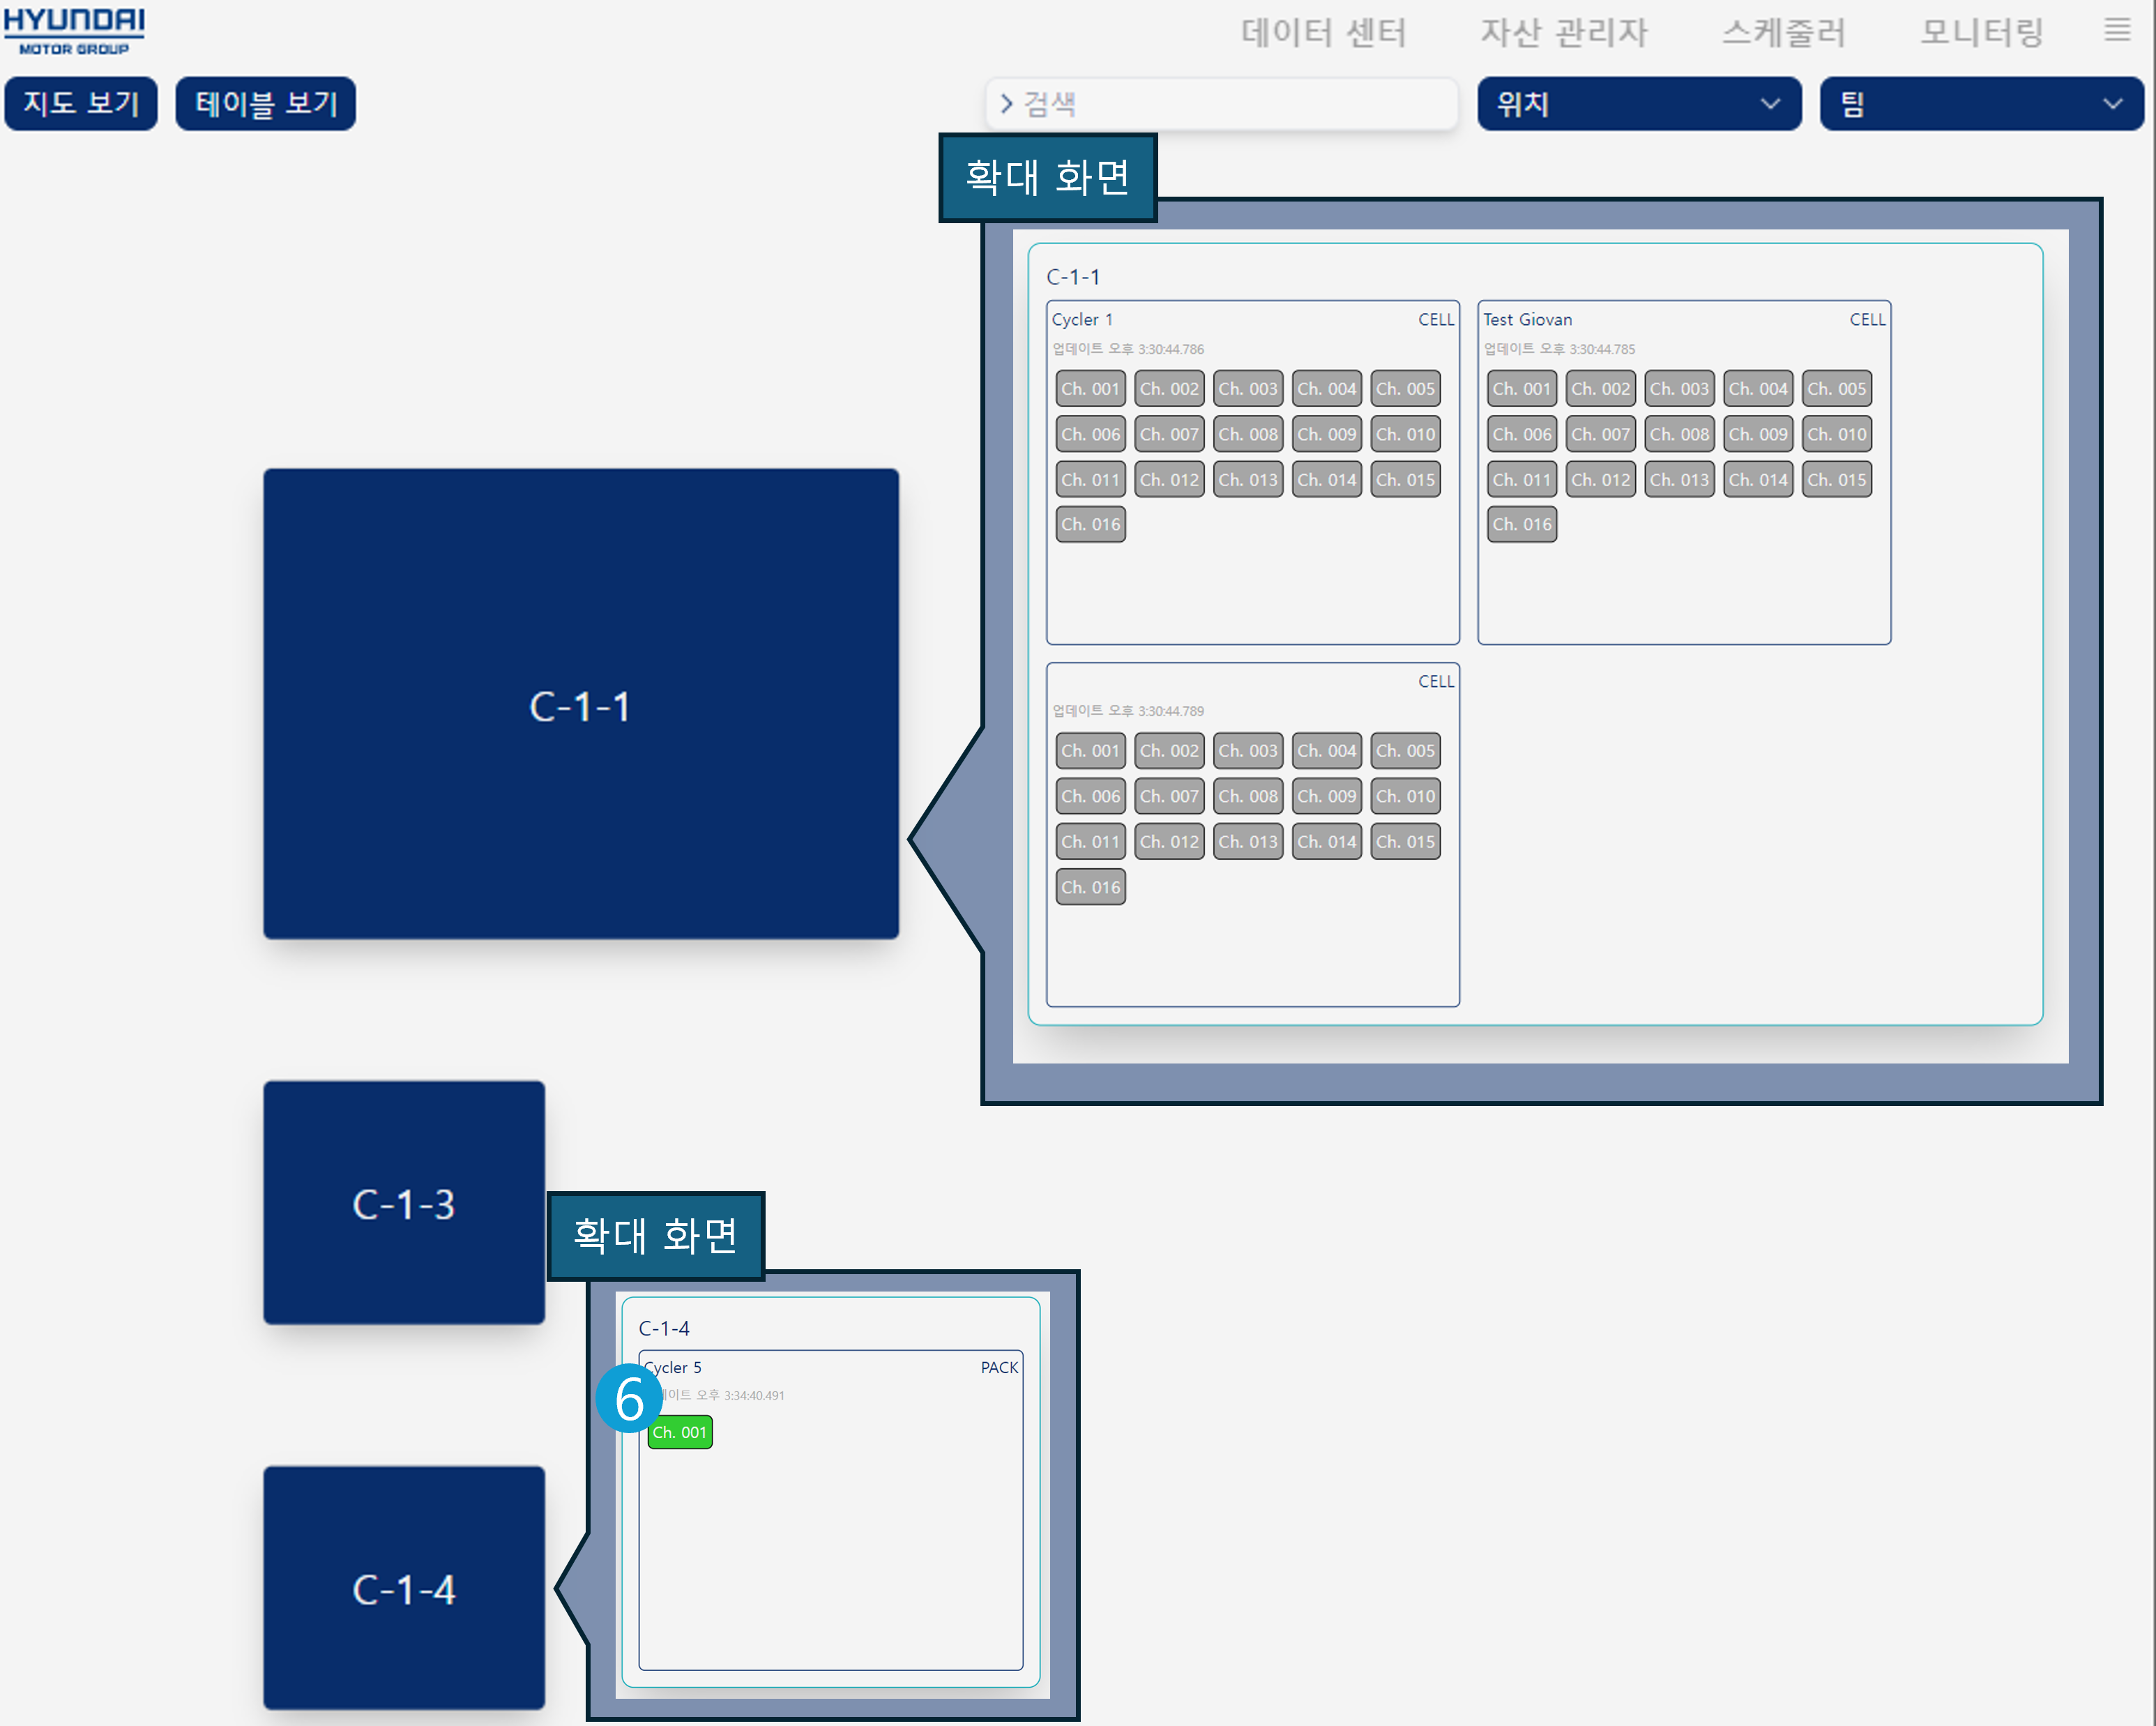 HYUNDAI
MOTOR GROUP
데이터 센터 자산 관리자 스케줄러 모니터링
지도 보기 테이블 보기 검색 위치 팀
확대 화면
C-1-1
Cycler 1 CELL
업데이트 오후 3:30:44.786
Ch. 001 Ch. 002 Ch. 003 Ch. 004 Ch. 005
Ch. 006 Ch. 007 Ch. 008 Ch. 009 Ch. 010
Ch. 011 Ch. 012 Ch. 013 Ch. 014 Ch. 015
Ch. 016
Test Giovan CELL
업데이트 오후 3:30:44.785
Ch. 001 Ch. 002 Ch. 003 Ch. 004 Ch. 005
Ch. 006 Ch. 007 Ch. 008 Ch. 009 Ch. 010
Ch. 011 Ch. 012 Ch. 013 Ch. 014 Ch. 015
Ch. 016
CELL
업데이트 오후 3:30:44.789
Ch. 001 Ch. 002 Ch. 003 Ch. 004 Ch. 005
Ch. 006 Ch. 007 Ch. 008 Ch. 009 Ch. 010
Ch. 011 Ch. 012 Ch. 013 Ch. 014 Ch. 015
Ch. 016
C-1-1
C-1-3
확대 화면
C-1-4
Cycler 5 PACK
오후 3:34:40.491
6
Ch. 001
C-1-4